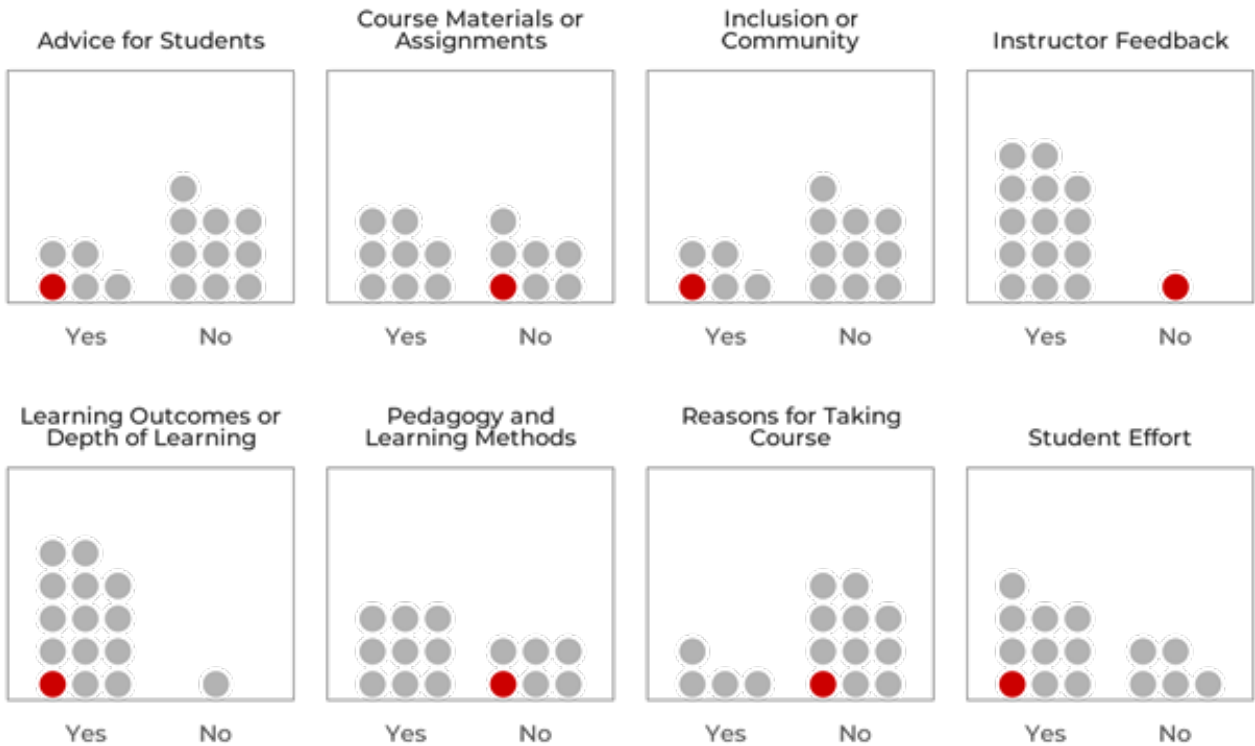 Advice for Students
Course Materials or
Assignments
Inclusion or
Community
Instructor Feedback
Yes No
Yes No
Yes No
Yes No
Learning Outcomes or
Depth of Learning
Pedagogy and
Learning Methods
Reasons for Taking
Course
Student Effort
Yes No
Yes No
Yes No
Yes No